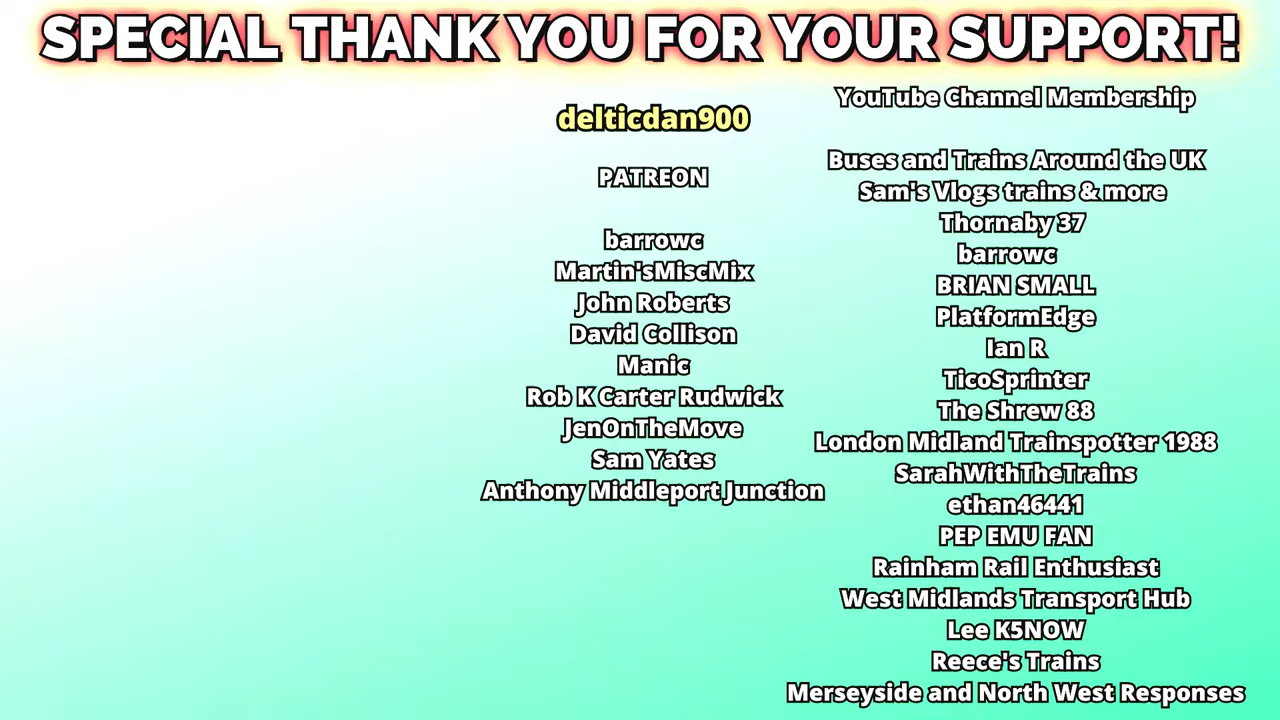 SPECIAL THANK YOU FOR YOUR SUPPORT!
delticdan900
PATREON
barrowc
Martin'sMiscMix
John Roberts
David Collison
Manic
Rob K Carter Rudwick
JenOnTheMove
Sam Yates
Anthony Middleport Junction
YouTube Channel Membership
Buses and Trains Around the UK
Sam's Vlogs trains & more
Thornaby 37
barrowc
BRIAN SMALL
PlatformEdge
Ian R
TicoSprinter
The Shrew 88
London Midland Trainspotter 1988
SarahWithTheTrains
ethan46441
PEP EMU FAN
Rainham Rail Enthusiast
West Midlands Transport Hub
Lee K5NOW
Reece's Trains
Merseyside and North West Responses